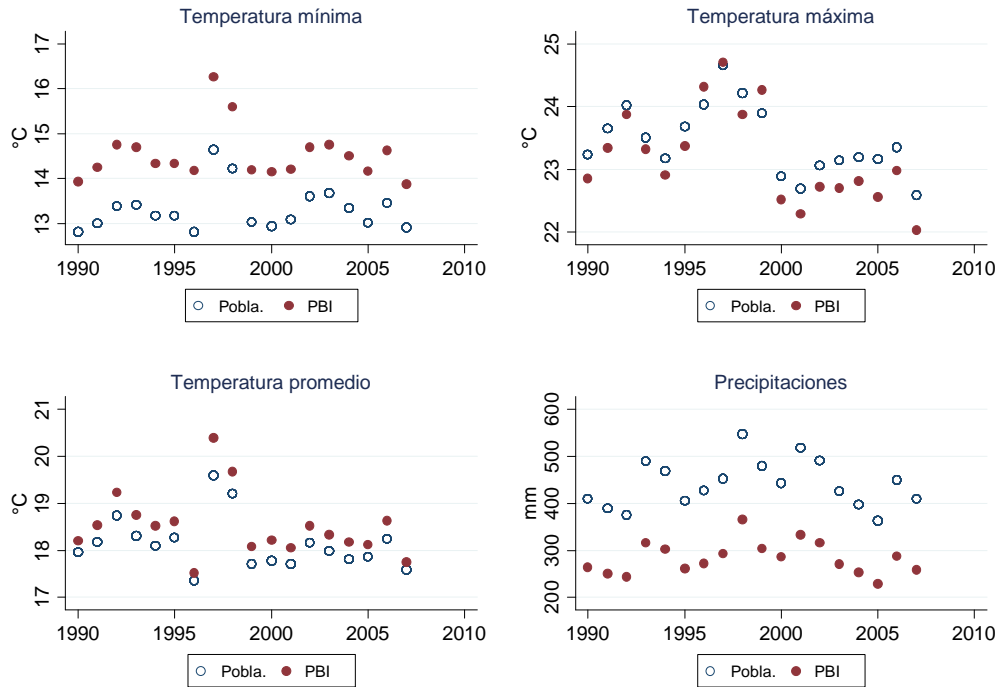 Temperatura mínima
17
16
15
14
13
°C
1990 1995 2000 2005 2010
Pobla. PBI
Temperatura máxima
25
24
23
22
°C
1990 1995 2000 2005 2010
Pobla. PBI
Temperatura promedio
21
20
19
18
17
°C
1990 1995 2000 2005 2010
Pobla. PBI
Precipitaciones
600
500
400
300
200
mm
1990 1995 2000 2005 2010
Pobla. PBI